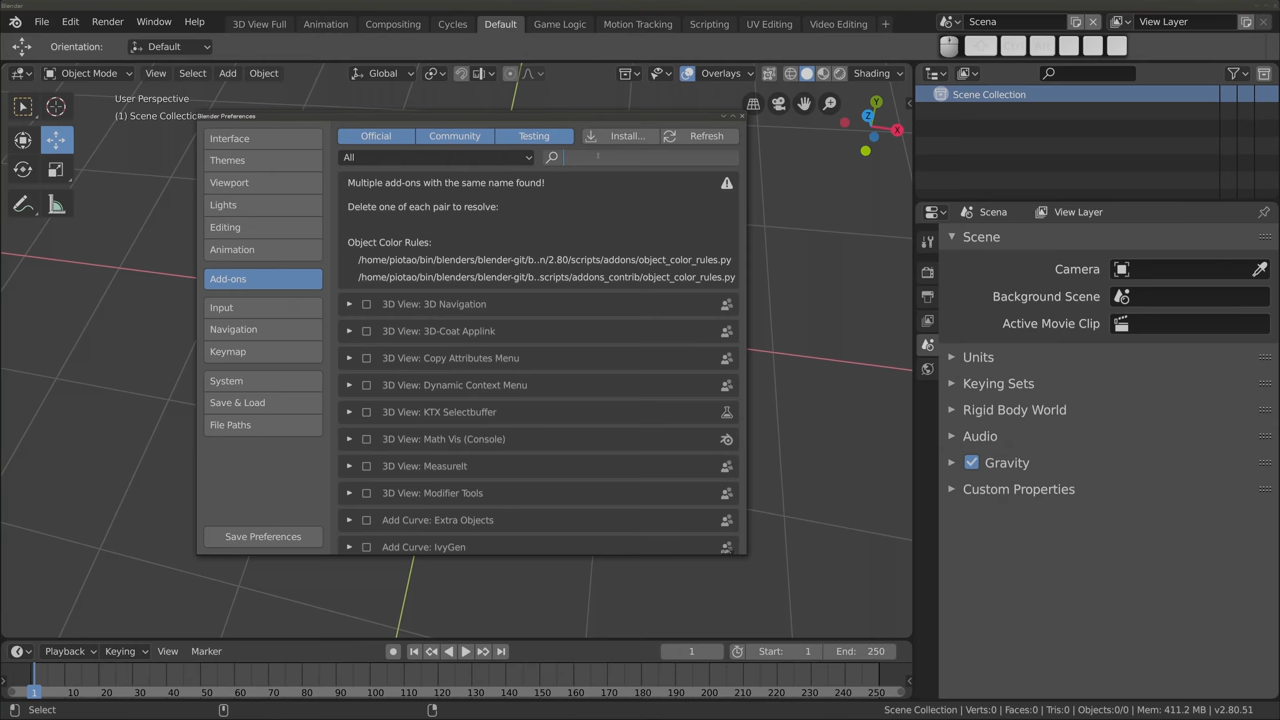 Blender
File Edit Render Window Help
3D View Full Animation Compositing Cycles Default Game Logic Motion Tracking Scripting UV Editing Video Editing +
Scena
View Layer
Orientation: Default
Object Mode View Select Add Object
Global
Overlays
Shading
User Perspective
(1) Scene Collectio
Y
Z
X
Scene Collection
Blender Preferences
Interface
Themes
Viewport
Lights
Editing
Animation
Add-ons
Input
Navigation
Keymap
System
Save & Load
File Paths
Save Preferences
Official Community Testing Install... Refresh
All
Multiple add-ons with the same name found!
Delete one of each pair to resolve:
Object Color Rules:
/home/piotao/bin/blenders/blender-git/b..n/2.80/scripts/addons/object_color_rules.py
/home/piotao/bin/blenders/blender-git/b...scripts/addons_contrib/object_color_rules.py
3D View: 3D Navigation
3D View: 3D-Coat Applink
3D View: Copy Attributes Menu
3D View: Dynamic Context Menu
3D View: KTX Selectbuffer
3D View: Math Vis (Console)
3D View: MeasureIt
3D View: Modifier Tools
Add Curve: Extra Objects
Add Curve: IvyGen
Scena View Layer
Scene
Camera
Background Scene
Active Movie Clip
Units
Keying Sets
Rigid Body World
Audio
Gravity
Custom Properties
Playback Keying View Marker
1
Start: 1
End: 250
1 10 20 30 40 50 60 70 80 90 100 110 120 130 140 150 160 170 180 190 200 210 220 230 240 250
Select
Scene Collection | Verts:0 | Faces:0 | Tris:0 | Objects:0/0 | Mem: 411.2 MB | v2.80.51